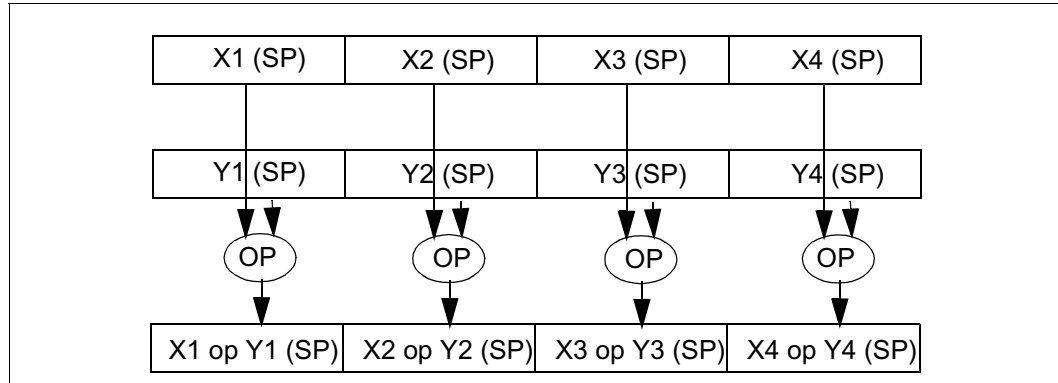 X1 (SP) X2 (SP) X3 (SP) X4 (SP)
Y1 (SP) Y2 (SP) Y3 (SP) Y4 (SP)
OP OP OP OP
X1 op Y1 (SP) X2 op Y2 (SP) X3 op Y3 (SP) X4 op Y4 (SP)